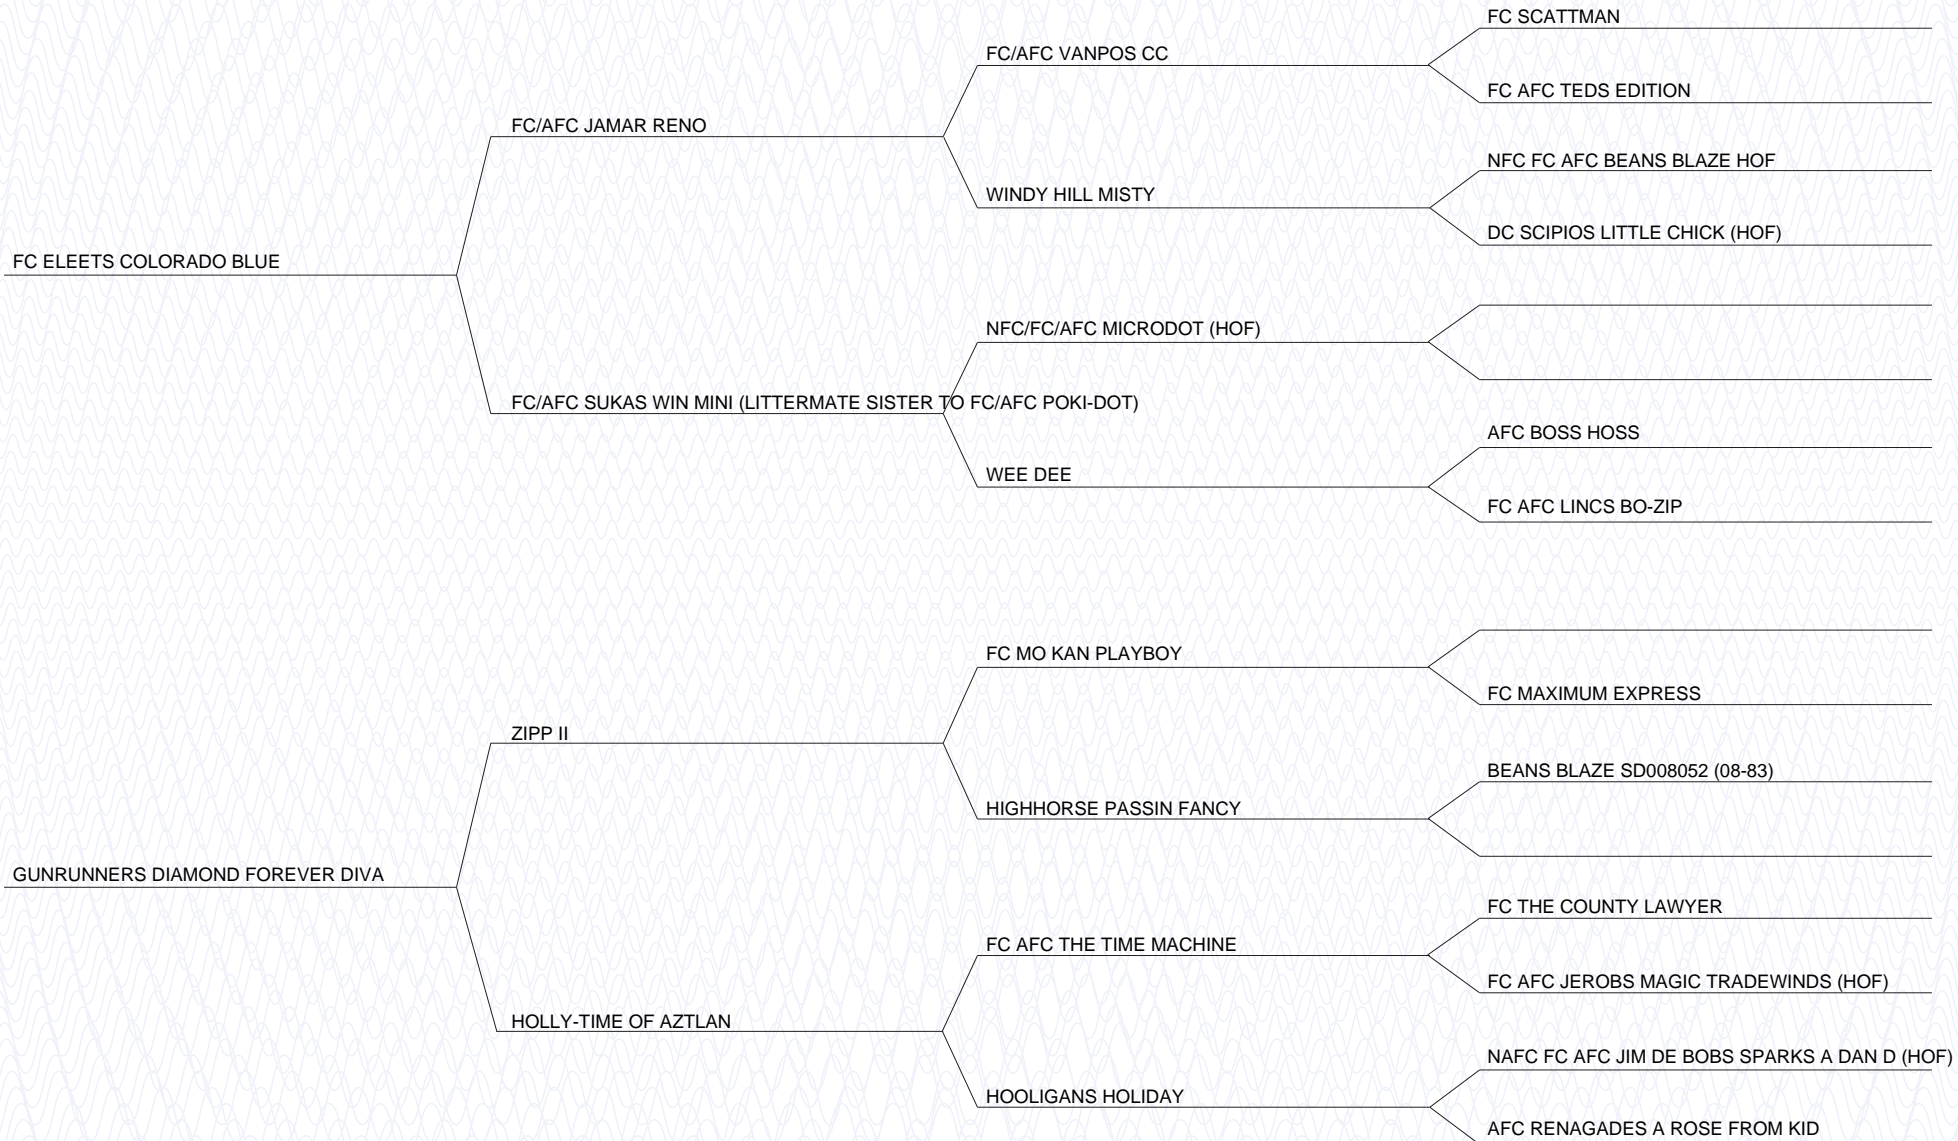 FC SCATTMAN
FC/AFC VANPOS CC
FC AFC TEDS EDITION
FC/AFC JAMAR RENO
NFC FC AFC BEANS BLAZE HOF
WINDY HILL MISTY
DC SCIPIOS LITTLE CHICK (HOF)
FC ELEETS COLORADO BLUE
NFC/FC/AFC MICRODOT (HOF)
FC/AFC SUKAS WIN MINI (LITTERMATE SISTER TO FC/AFC POKI-DOT)
AFC BOSS HOSS
WEE DEE
FC AFC LINCS BO-ZIP
FC MO KAN PLAYBOY
FC MAXIMUM EXPRESS
ZIPP II
BEANS BLAZE SD008052 (08-83)
HIGHHORSE PASSIN FANCY
GUNRUNNERS DIAMOND FOREVER DIVA
FC THE COUNTY LAWYER
FC AFC THE TIME MACHINE
FC AFC JEROBS MAGIC TRADEWINDS (HOF)
HOLLY-TIME OF AZTLAN
NAFC FC AFC JIM DE BOBS SPARKS A DAN D (HOF)
HOOLIGANS HOLIDAY
AFC RENAGADES A ROSE FROM KID